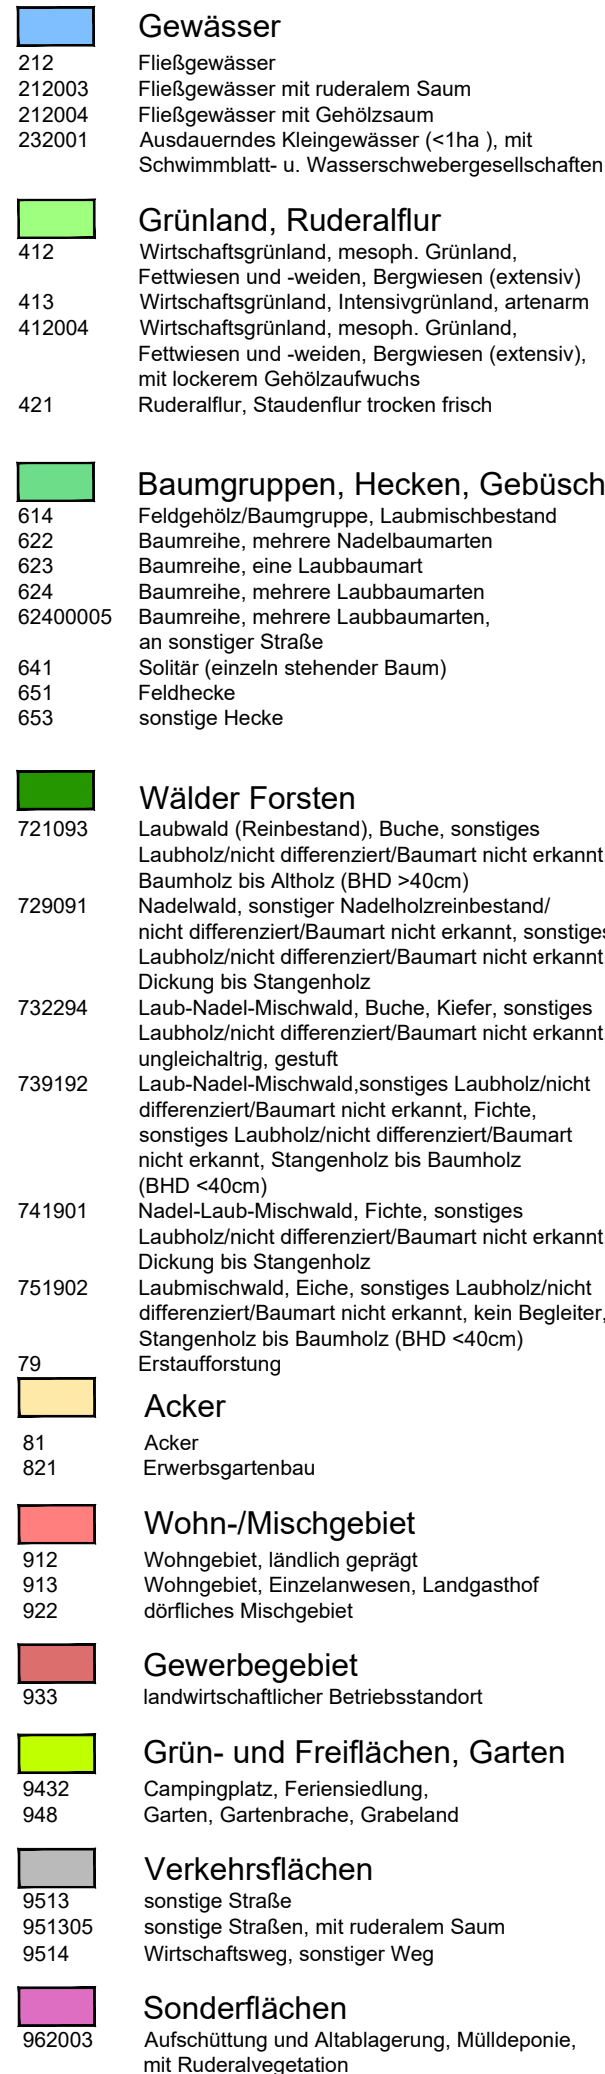 Gewässer
212 Fließgewässer
212003 Fließgewässer mit ruderalem Saum
212004 Fließgewässer mit Gehölzsaum
232001 Ausdauerndes Kleingewässer (<1ha ), mit
Schwimmblatt- u. Wasserschwebergesellschaften
Grünland, Ruderalflur
412 Wirtschaftsgrünland, mesoph. Grünland,
Fettwiesen und -weiden, Bergwiesen (extensiv)
413 Wirtschaftsgrünland, Intensivgrünland, artenarm
412004 Wirtschaftsgrünland, mesoph. Grünland,
Fettwiesen und -weiden, Bergwiesen (extensiv),
mit lockerem Gehölzaufwuchs
421 Ruderalflur, Staudenflur trocken frisch
Baumgruppen, Hecken, Gebüsch
614 Feldgehölz/Baumgruppe, Laubmischbestand
622 Baumreihe, mehrere Nadelbaumarten
623 Baumreihe, eine Laubbaumart
624 Baumreihe, mehrere Laubbaumarten
62400005 Baumreihe, mehrere Laubbaumarten,
an sonstiger Straße
641 Solitär (einzeln stehender Baum)
651 Feldhecke
653 sonstige Hecke
Wälder Forsten
721093 Laubwald (Reinbestand), Buche, sonstiges
Laubholz/nicht differenziert/Baumart nicht erkannt
Baumholz bis Altholz (BHD >40cm)
729091 Nadelwald, sonstiger Nadelholzreinbestand/
nicht differenziert/Baumart nicht erkannt, sonstiges
Laubholz/nicht differenziert/Baumart nicht erkannt
Dickung bis Stangenholz
732294 Laub-Nadel-Mischwald, Buche, Kiefer, sonstiges
Laubholz/nicht differenziert/Baumart nicht erkannt
ungleichaltrig, gestuft
739192 Laub-Nadel-Mischwald,sonstiges Laubholz/nicht
differenziert/Baumart nicht erkannt, Fichte,
sonstiges Laubholz/nicht differenziert/Baumart
nicht erkannt, Stangenholz bis Baumholz
(BHD <40cm)
741901 Nadel-Laub-Mischwald, Fichte, sonstiges
Laubholz/nicht differenziert/Baumart nicht erkannt
Dickung bis Stangenholz
751902 Laubmischwald, Eiche, sonstiges Laubholz/nicht
differenziert/Baumart nicht erkannt, kein Begleiter,
Stangenholz bis Baumholz (BHD <40cm)
79 Erstaufforstung
Acker
81 Acker
821 Erwerbsgartenbau
Wohn-/Mischgebiet
912 Wohngebiet, ländlich geprägt
913 Wohngebiet, Einzelanwesen, Landgasthof
922 dörfliches Mischgebiet
Gewerbegebiet
933 landwirtschaftlicher Betriebsstandort
Grün- und Freiflächen, Garten
9432 Campingplatz, Feriensiedlung,
948 Garten, Gartenbrache, Grabeland
Verkehrsflächen
9513 sonstige Straße
951305 sonstige Straßen, mit ruderalem Saum
9514 Wirtschaftsweg, sonstiger Weg
Sonderflächen
962003 Aufschüttung und Altablagerung, Mülldeponie,
mit Ruderalvegetation